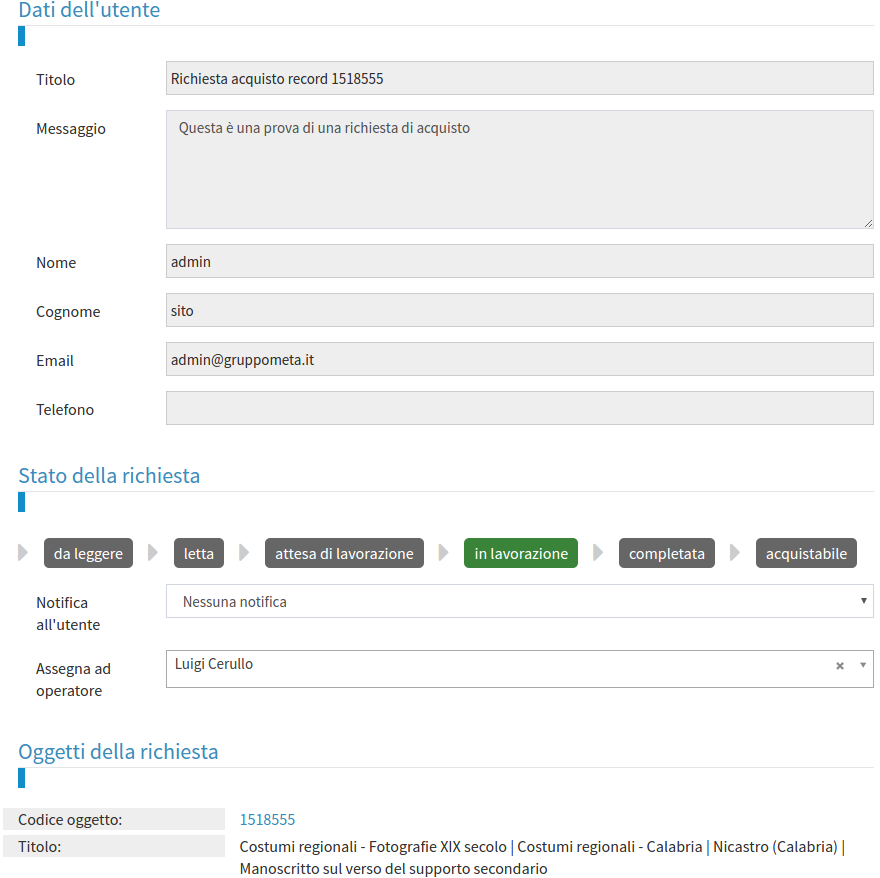 Dati dell'utente
Titolo
Richiesta acquisto record 1518555
Messaggio
Questa è una prova di una richiesta di acquisto
Nome
admin
Cognome
sito
Email
admin@gruppometa.it
Telefono
Stato della richiesta
da leggere letta attesa di lavorazione in lavorazione completata acquistabile
Notifica
all'utente
Nessuna notifica
Assegna ad
operatore
Luigi Cerullo
Oggetti della richiesta
Codice oggetto:
1518555
Titolo:
Costumi regionali - Fotografie XIX secolo | Costumi regionali - Calabria | Nicastro (Calabria) |
Manoscritto sul verso del supporto secondario